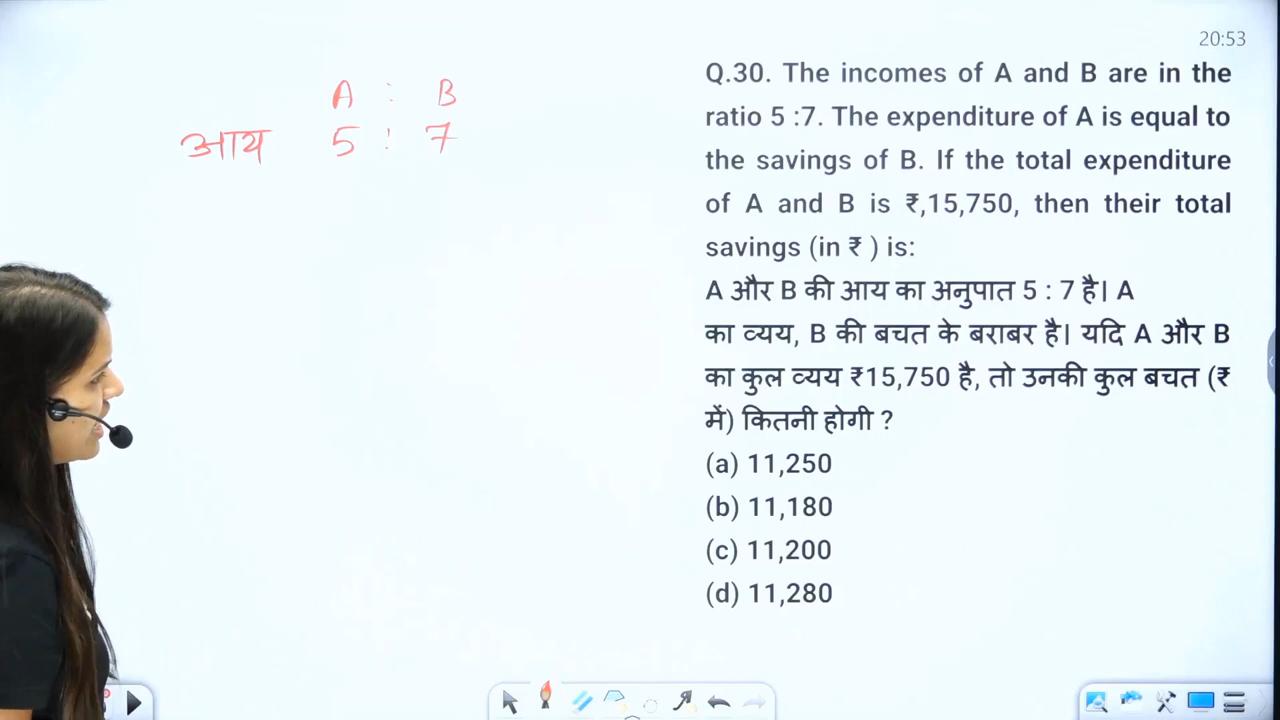 20:53
A : B
आय 5 : 7
Q.30. The incomes of A and B are in the
ratio 5 :7. The expenditure of A is equal to
the savings of B. If the total expenditure
of A and B is ₹,15,750, then their total
savings (in ₹ ) is:
A और B की आय का अनुपात 5 : 7 है। A
का व्यय, B की बचत के बराबर है। यदि A और B
का कुल व्यय ₹15,750 है, तो उनकी कुल बचत (₹
में) कितनी होगी ?
(a) 11,250
(b) 11,180
(c) 11,200
(d) 11,280